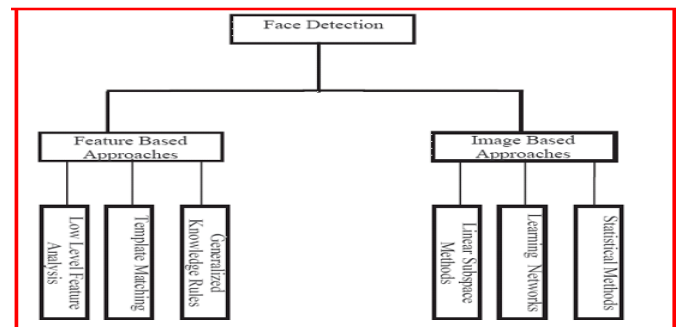 Face Detection
Feature Based
Approaches
Image Based
Approaches
Low Level Feature
Analysis
Template Matching
Generalized
Knowledge Rules
Linear Subspace
Methods
Learning Networks
Statistical Methods